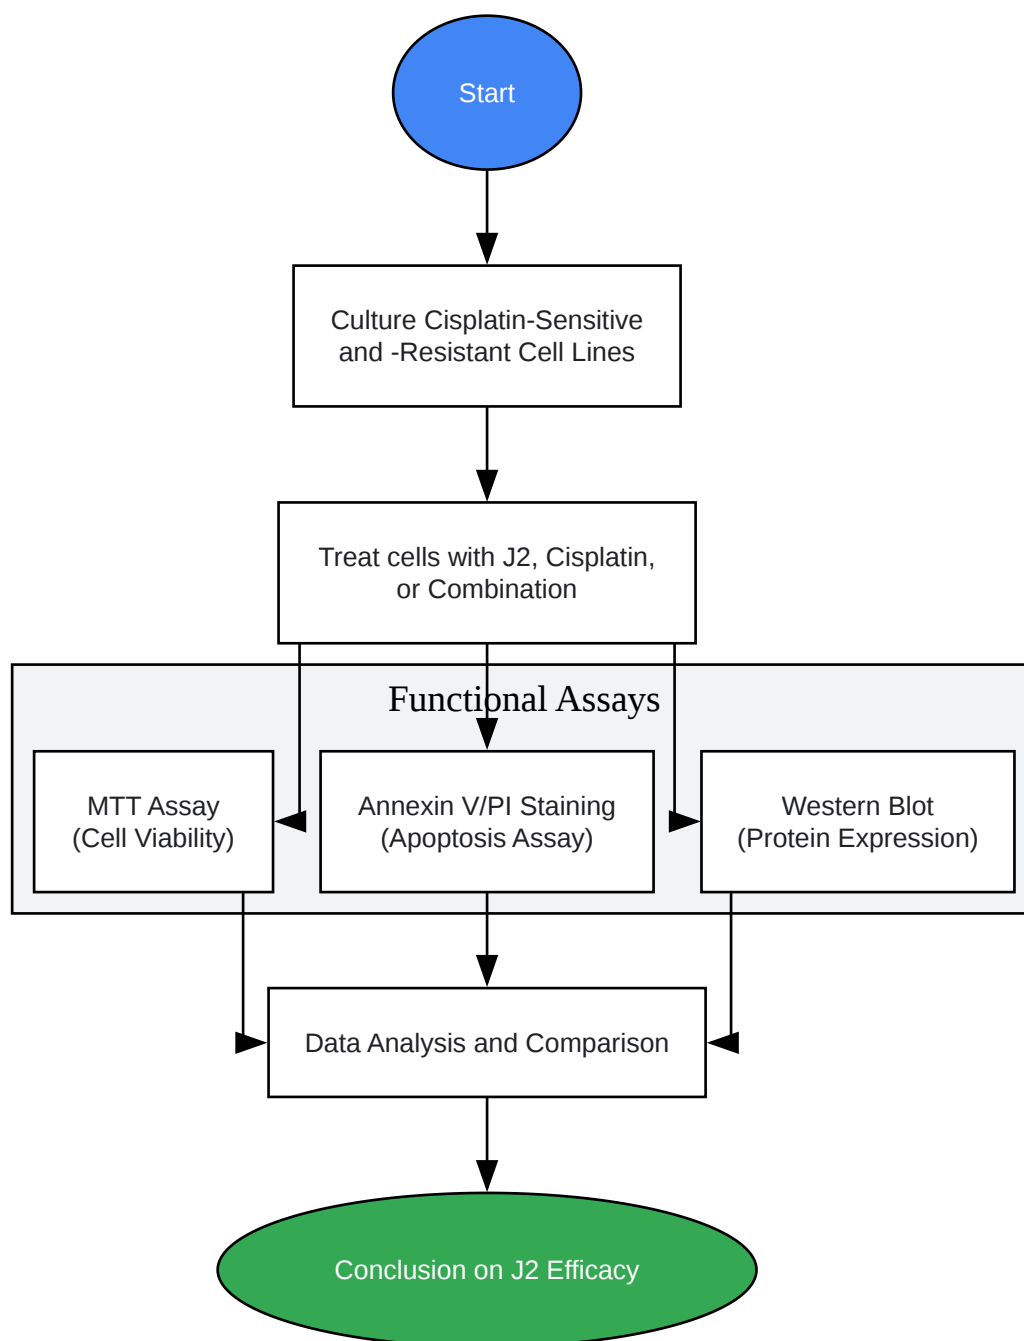 Start
Culture Cisplatin-Sensitive
and -Resistant Cell Lines
Treat cells with J2, Cisplatin,
or Combination
Functional Assays
MTT Assay
(Cell Viability)
Annexin V/PI Staining
(Apoptosis Assay)
Western Blot
(Protein Expression)
Data Analysis and Comparison
Conclusion on J2 Efficacy